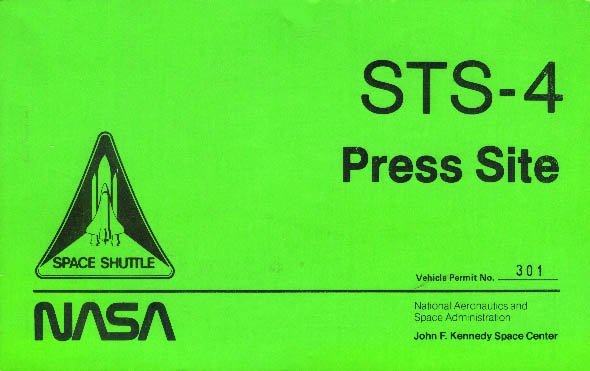 STS-4
Press Site
SPACE SHUTTLE
Vehicle Permit No. 301
NASA
National Aeronautics and
Space Administration
John F. Kennedy Space Center